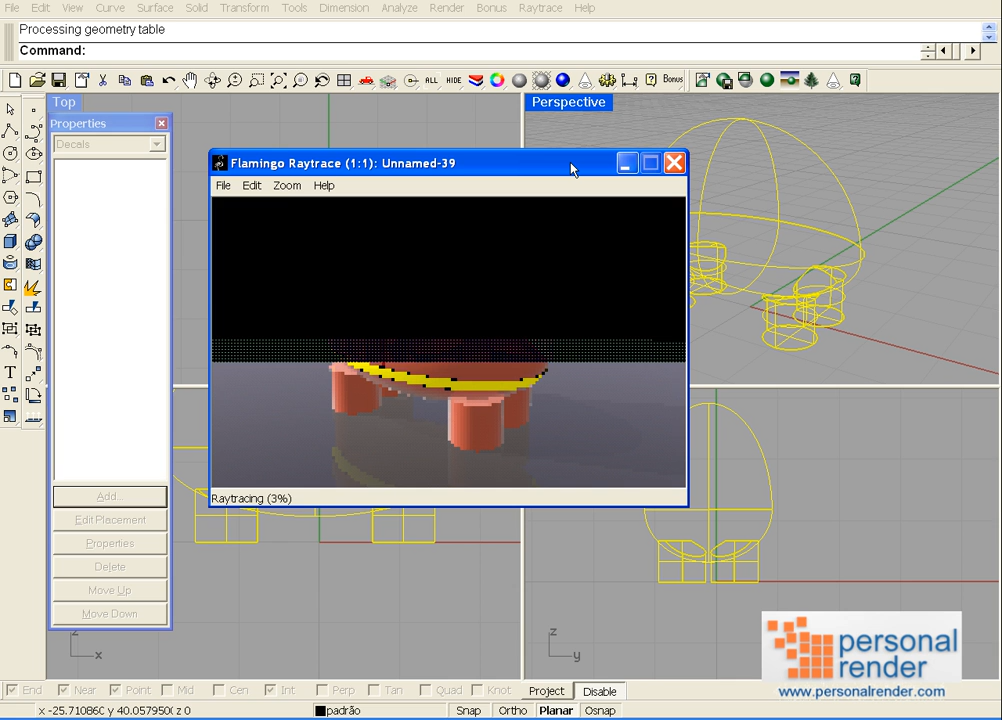 File Edit View Curve Surface Solid Transform Tools Dimension Analyze Render Bonus Raytrace Help
Processing geometry table
Command:
ALL HIDE Bonus
Top
Perspective
Properties
Decals
Flamingo Raytrace (1:1): Unnamed-39
File Edit Zoom Help
Raytracing (3%)
Add...
Edit Placement
Properties
Delete
Move Up
Move Down
z
x
z
y
personal
render
www.personalrender.com
End Near Point Mid Cen Int Perp Tan Quad Knot Project Disable
x -25.71086( y 40.057950( z 0 padrão Snap Ortho Planar Osnap